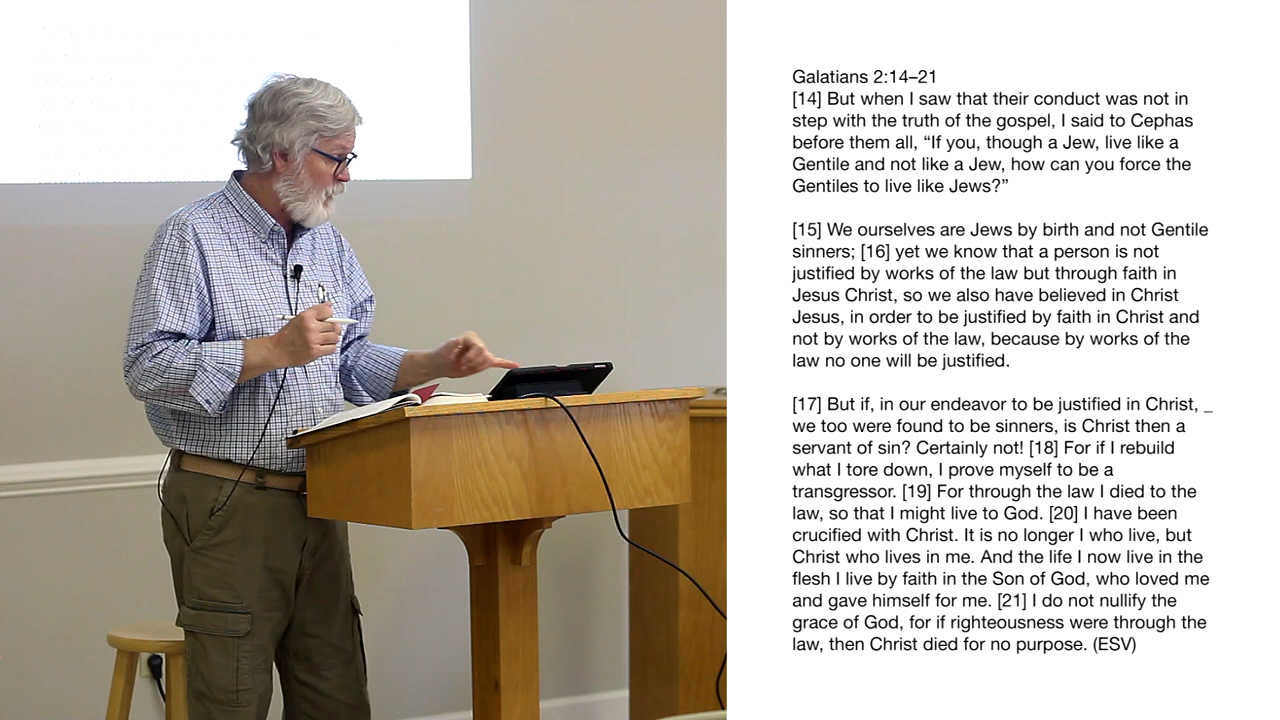 Galatians 2:14–21
[14] But when I saw that their conduct was not in
step with the truth of the gospel, I said to Cephas
before them all, “If you, though a Jew, live like a
Gentile and not like a Jew, how can you force the
Gentiles to live like Jews?”
[15] We ourselves are Jews by birth and not Gentile
sinners; [16] yet we know that a person is not
justified by works of the law but through faith in
Jesus Christ, so we also have believed in Christ
Jesus, in order to be justified by faith in Christ and
not by works of the law, because by works of the
law no one will be justified.
[17] But if, in our endeavor to be justified in Christ, _
we too were found to be sinners, is Christ then a
servant of sin? Certainly not! [18] For if I rebuild
what I tore down, I prove myself to be a
transgressor. [19] For through the law I died to the
law, so that I might live to God. [20] I have been
crucified with Christ. It is no longer I who live, but
Christ who lives in me. And the life I now live in the
flesh I live by faith in the Son of God, who loved me
and gave himself for me. [21] I do not nullify the
grace of God, for if righteousness were through the
law, then Christ died for no purpose. (ESV)